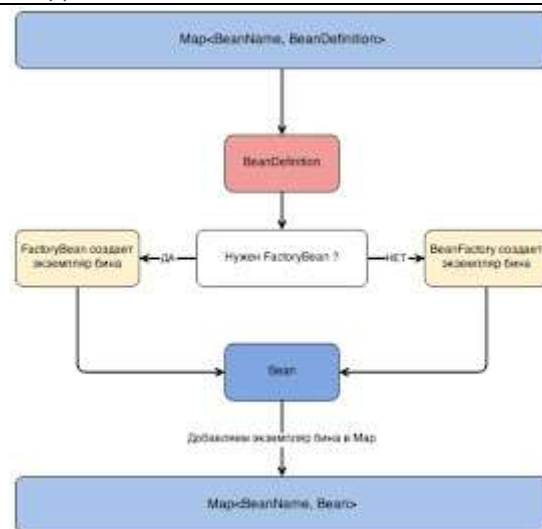 Map<BeanName, BeanDefinition>
BeanDefinition
FactoryBean создает
экземпляр бина
ДА
Нужен FactoryBean ?
НЕТ
BeanFactory создает
экземпляр бина
Bean
Добавляем экземпляр бина в Map
Map<BeanName, Bean>